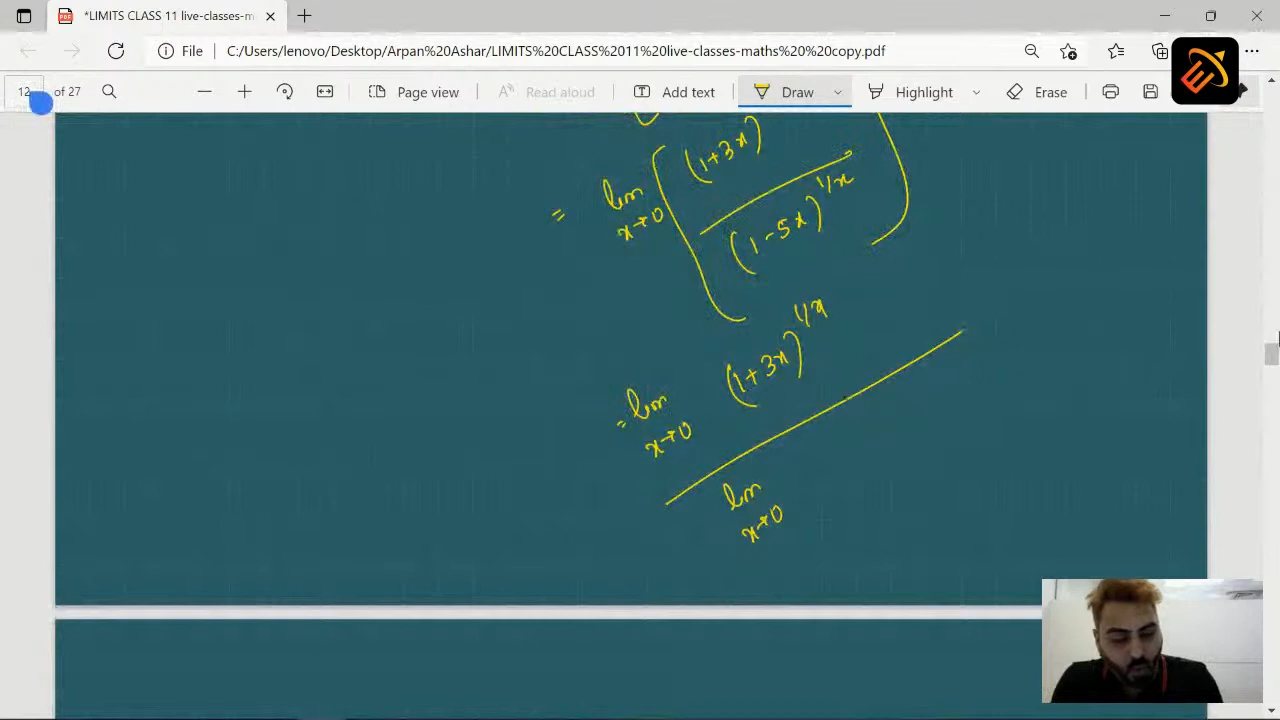 *LIMITS CLASS 11 live-classes-m
File C:/Users/lenovo/Desktop/Arpan%20Ashar/LIMITS%20CLASS%2011%20live-classes-maths%20%20copy.pdf
12 of 27 Page view Read aloud Add text Draw Highlight Erase
(1+3x)
= lim
x→0
(1-5x)^1/x
(1+3x)^1/x
= lim
x→0
lim
x→0